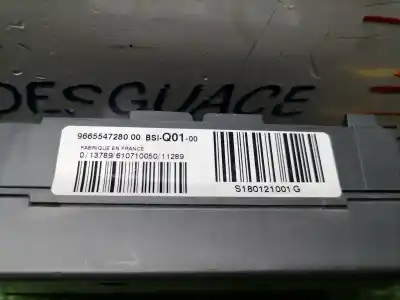 DESGUACE
9665547280 00 BSI-Q01-00
FABRIQUE EN FRANCE
0/13789/610710050/11289
S180121001 G